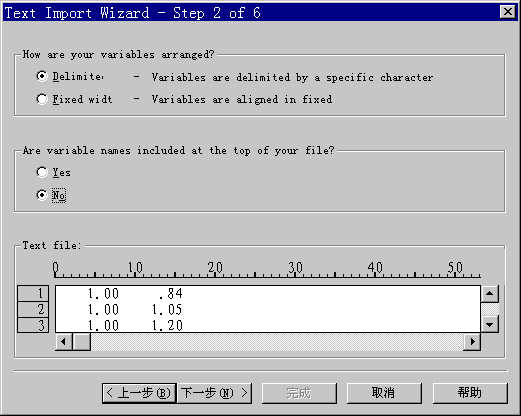 Text Import Wizard - Step 2 of 6
How are your variables arranged?
Delimite - Variables are delimited by a specific character
Fixed widt - Variables are aligned in fixed
Are variable names included at the top of your file?
Yes
No
Text file:
0 10 20 30 40 50
1 1.00 .84
2 1.00 1.05
3 1.00 1.20
< 上一步(B) 下一步(N) > 完成 取消 帮助